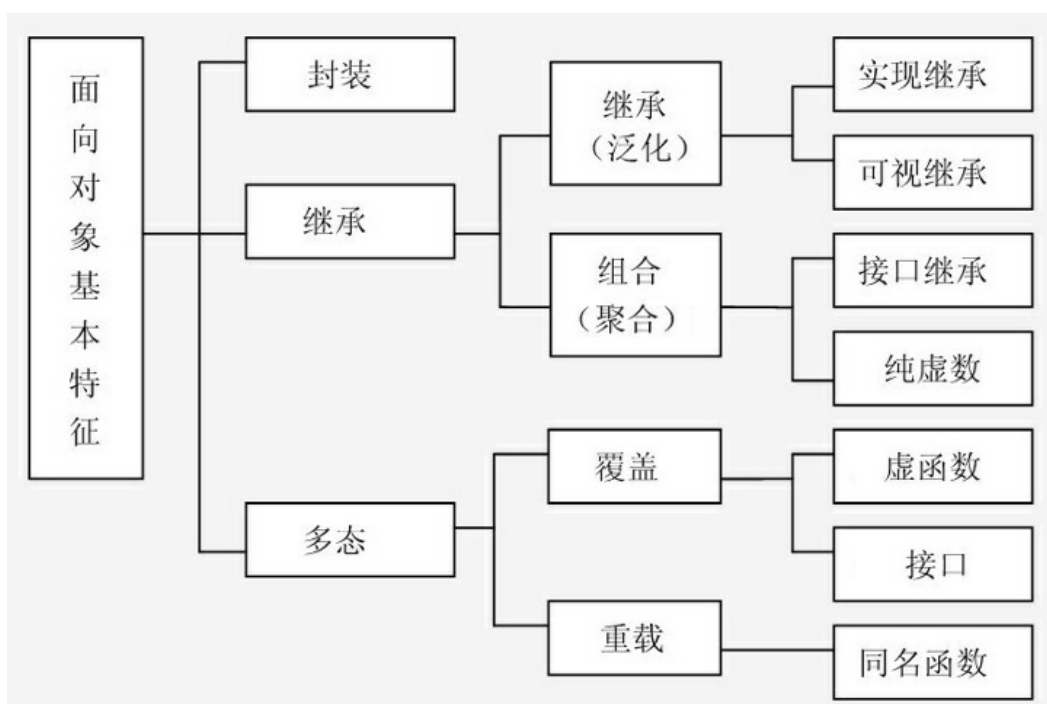 面向对象基本特征
封装
继承
多态
继承
（泛化）
组合
（聚合）
覆盖
重载
实现继承
可视继承
接口继承
纯虚数
虚函数
接口
同名函数